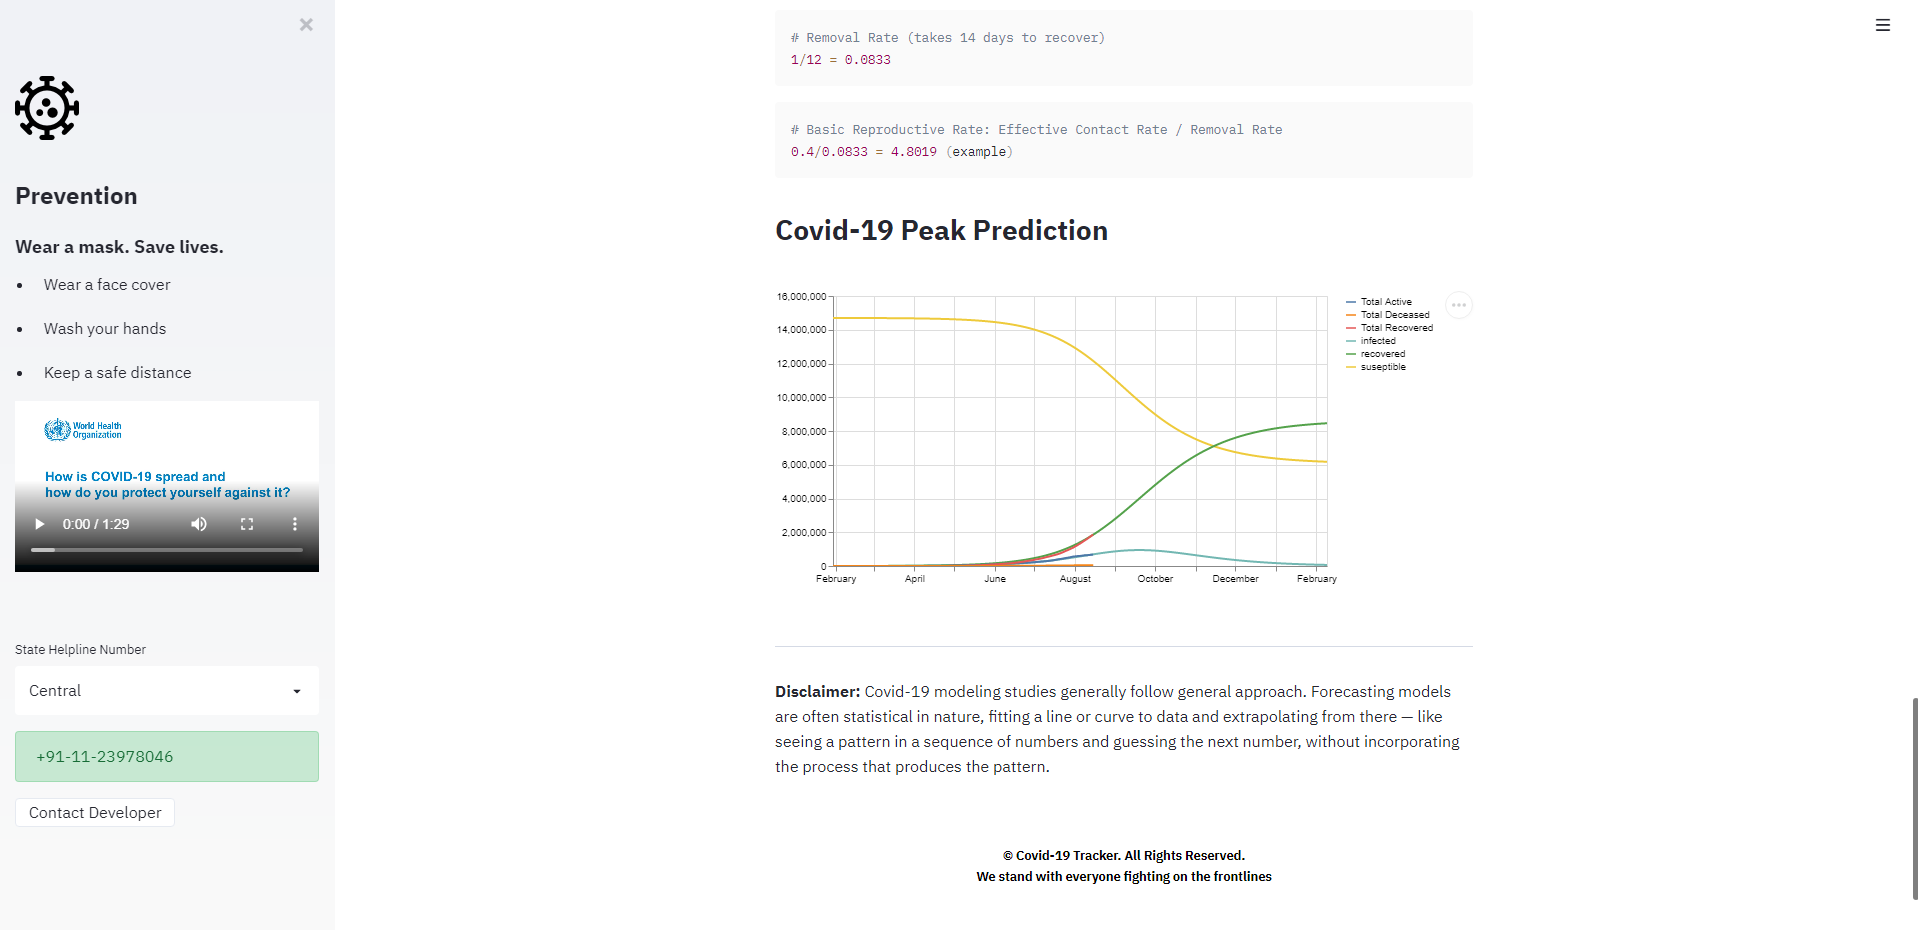 ×
Prevention
Wear a mask. Save lives.
• Wear a face cover
• Wash your hands
• Keep a safe distance
World Health
Organization
How is COVID-19 spread and
how do you protect yourself against it?
0:00 / 1:29
State Helpline Number
Central
+91-11-23978046
Contact Developer
# Removal Rate (takes 14 days to recover)
1/12 = 0.0833
# Basic Reproductive Rate: Effective Contact Rate / Removal Rate
0.4/0.0833 = 4.8019 (example)
Covid-19 Peak Prediction
16,000,000
14,000,000
12,000,000
10,000,000
8,000,000
6,000,000
4,000,000
2,000,000
0
February April June August October December February
Total Active
Total Deceased
Total Recovered
infected
recovered
suseptible
Disclaimer: Covid-19 modeling studies generally follow general approach. Forecasting models
are often statistical in nature, fitting a line or curve to data and extrapolating from there — like
seeing a pattern in a sequence of numbers and guessing the next number, without incorporating
the process that produces the pattern.
© Covid-19 Tracker. All Rights Reserved.
We stand with everyone fighting on the frontlines